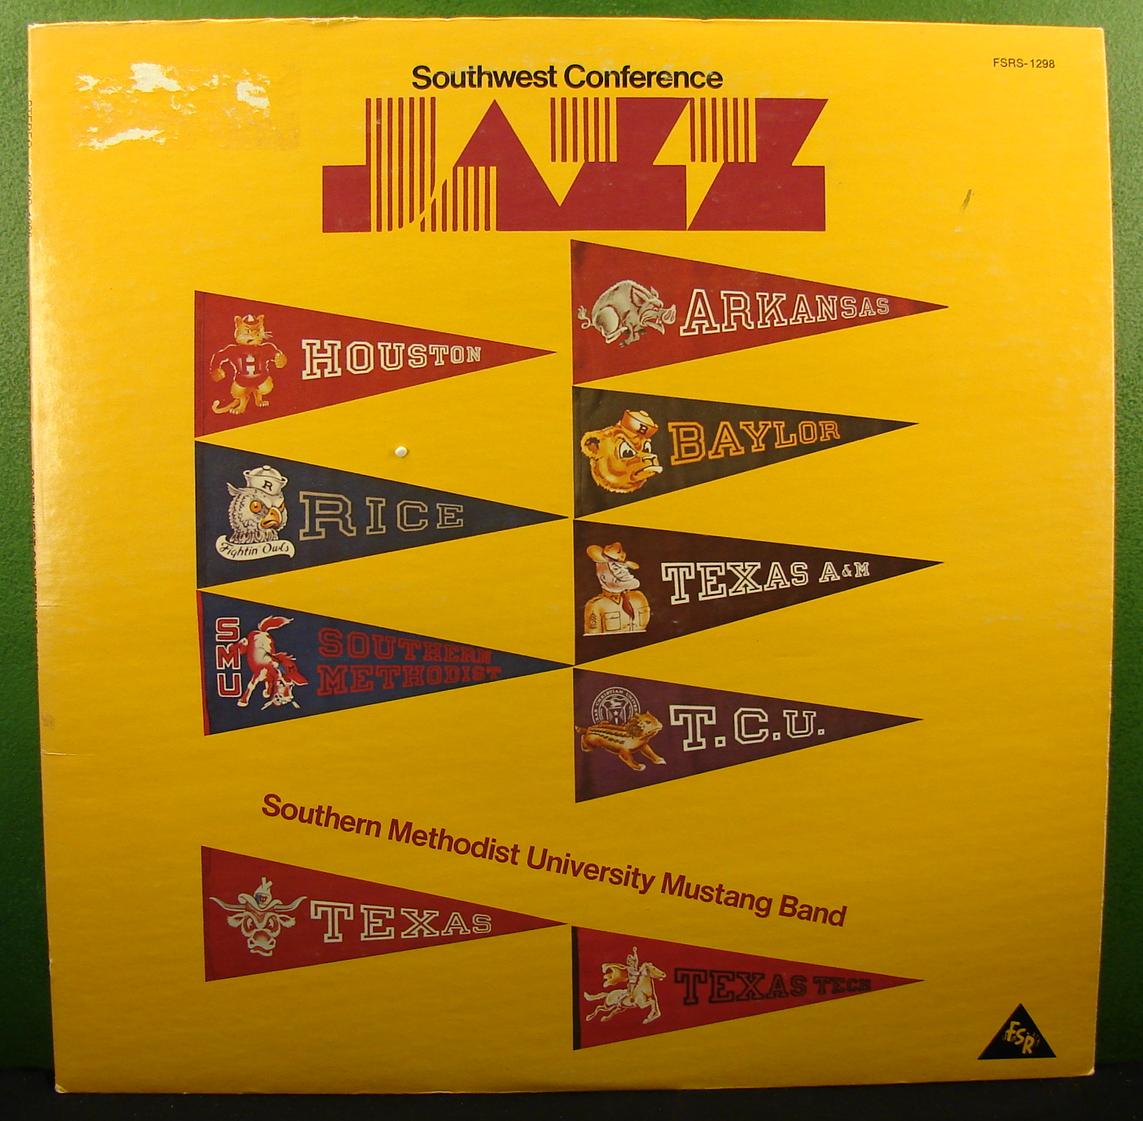 Southwest Conference
FSRS-1298
JAZZ
ARKANSAS
H
HOUSTON
B
BAYLOR
R
Fightin' Owls
RICE
TEXAS A&M
SMU
SOUTHERN
METHODIST
T.C.U.
Southern Methodist University Mustang Band
TEXAS
TEXAS TECH
FSR